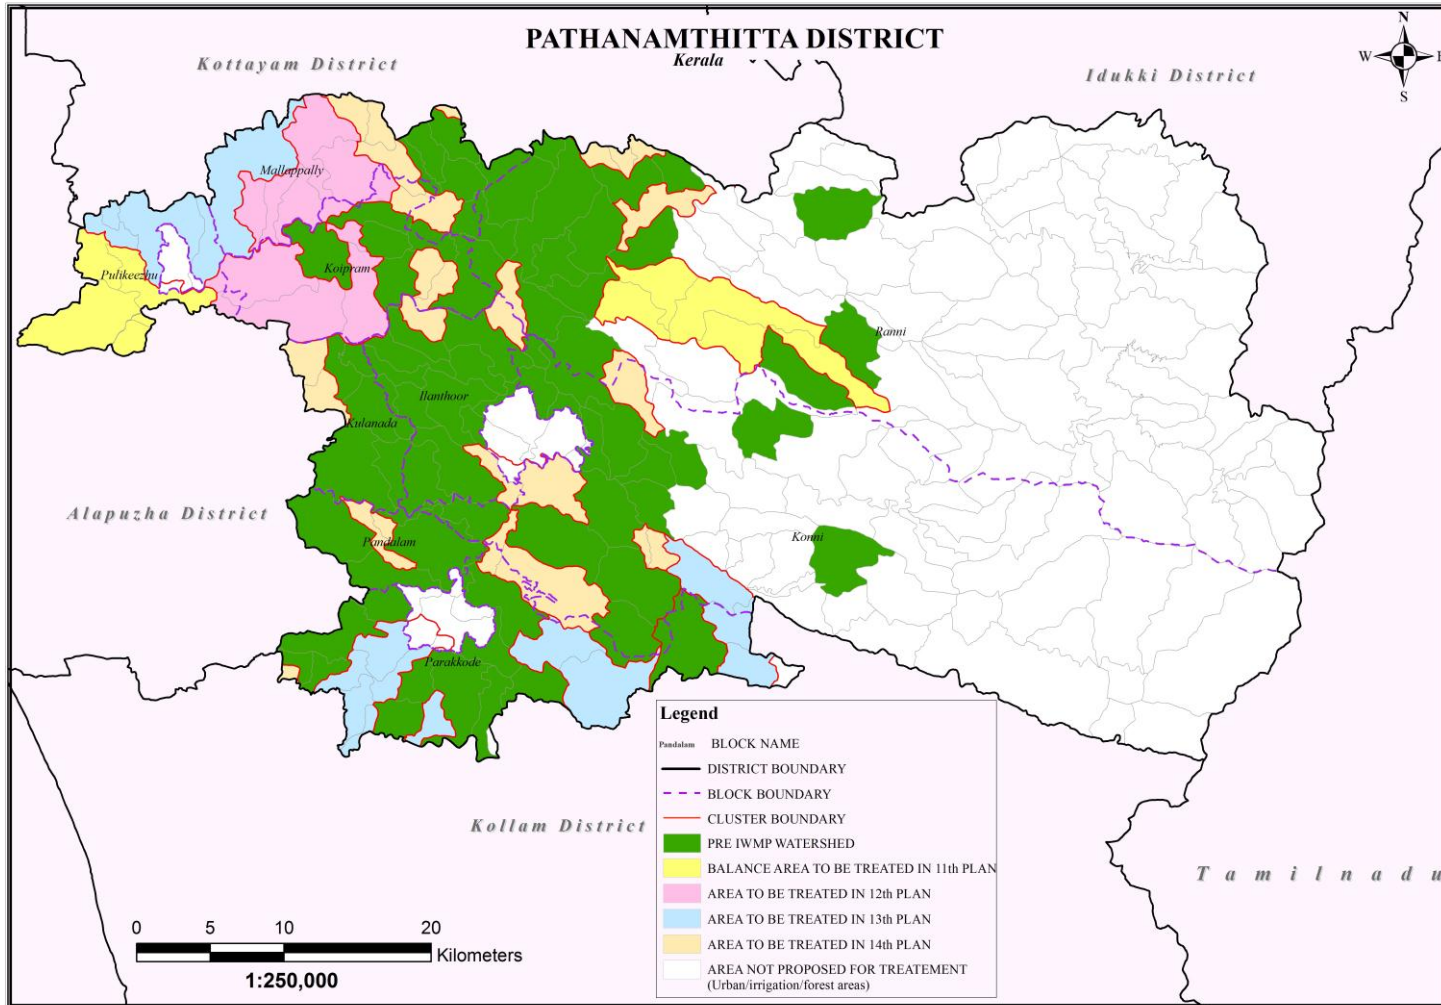 PATHANAMTHITTA DISTRICT
Kerala
N
W E
S
Kottayam District
Idukki District
Mallappally
Pulikeezhu
Koipram
Ranni
Ilanthoor
Kulanada
Alapuzha District
Pandalam
Konni
Parakkode
Kollam District
Tamilnadu
Legend
Pandalam BLOCK NAME
DISTRICT BOUNDARY
BLOCK BOUNDARY
CLUSTER BOUNDARY
PRE IWMP WATERSHED
BALANCE AREA TO BE TREATED IN 11th PLAN
AREA TO BE TREATED IN 12th PLAN
AREA TO BE TREATED IN 13th PLAN
AREA TO BE TREATED IN 14th PLAN
AREA NOT PROPOSED FOR TREATEMENT
(Urban/irrigation/forest areas)
0 5 10 20
Kilometers
1:250,000